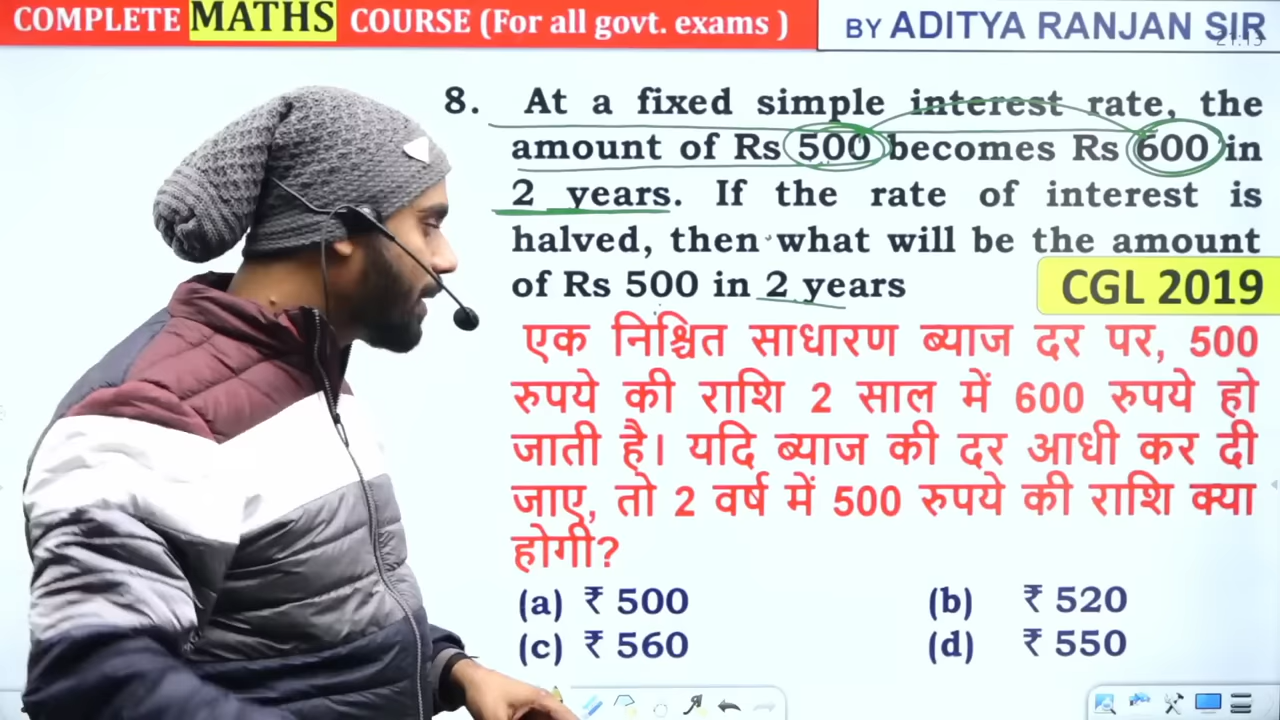 COMPLETE MATHS COURSE (For all govt. exams )
BY ADITYA RANJAN SIR
21:15
8. At a fixed simple interest rate, the
amount of Rs 500 becomes Rs 600 in
2 years. If the rate of interest is
halved, then what will be the amount
of Rs 500 in 2 years
CGL 2019
एक निश्चित साधारण ब्याज दर पर, 500
रुपये की राशि 2 साल में 600 रुपये हो
जाती है। यदि ब्याज की दर आधी कर दी
जाए, तो 2 वर्ष में 500 रुपये की राशि क्या
होगी?
(a) ₹ 500 (b) ₹ 520
(c) ₹ 560 (d) ₹ 550